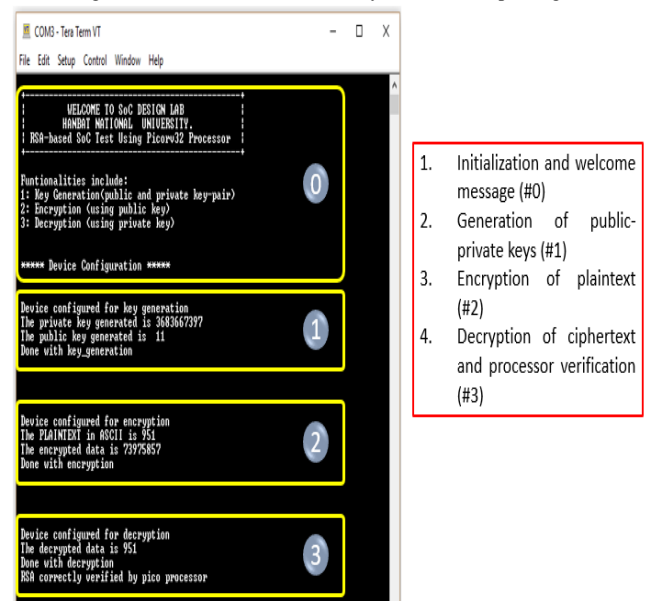 COM3 - Tera Term VT
File Edit Setup Control Window Help
WELCOME TO SoC DESIGN LAB
HANBAT NATIONAL UNIVERSITY.
RSA-based SoC Test Using Picorv32 Processor
Funtionalities include:
1: Key Generation(public and private key-pair)
2: Encryption (using public key)
3: Decryption (using private key)
0
***** Device Configuration *****
Device configured for key generation
The private key generated is 3683667397
The public key generated is 11
Done with key_generation
1
Device configured for encryption
The PLAINTEXT in ASCII is 951
The encrypted data is 73975857
Done with encryption
2
Device configured for decryption
The decrypted data is 951
Done with decryption
RSA correctly verified by pico processor
3
1. Initialization and welcome
message (#0)
2. Generation of public-
private keys (#1)
3. Encryption of plaintext
(#2)
4. Decryption of ciphertext
and processor verification
(#3)